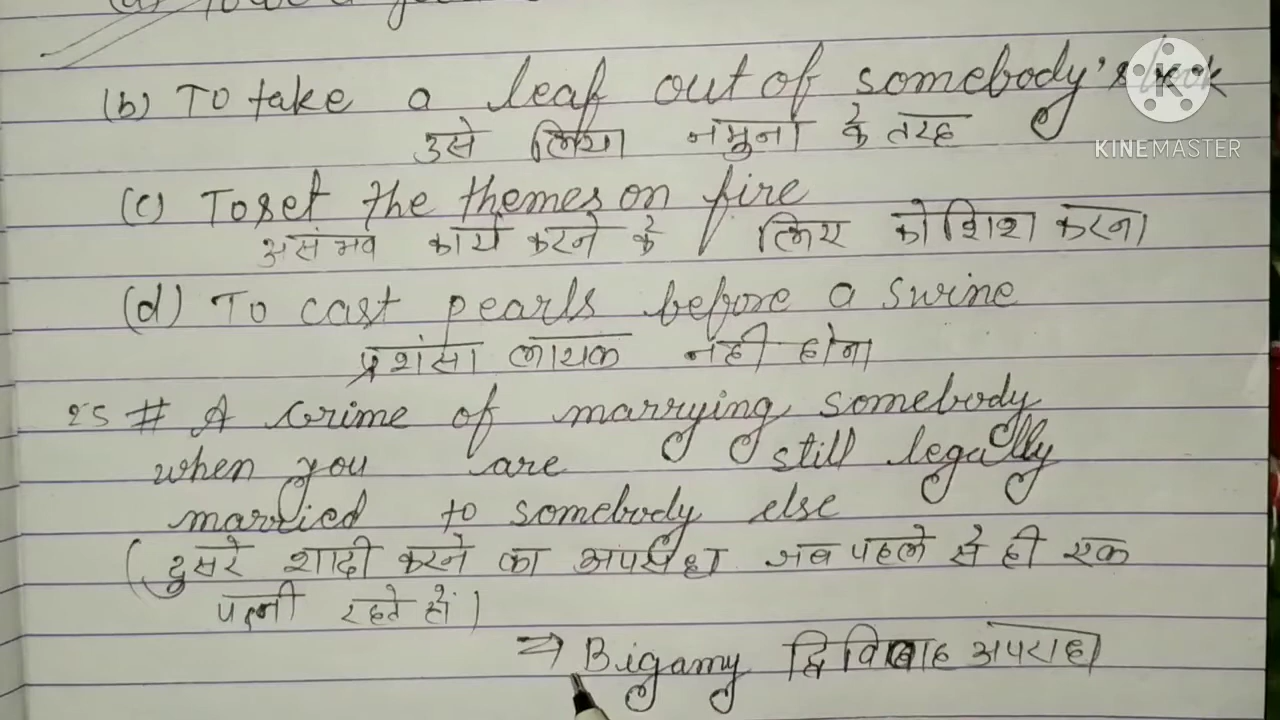 (b) To take a leaf out of somebody's book
उसे लिया नमुना के तरह
(c) To set the themes on fire
असंभव कार्य करने के लिए कोशिश करना
(d) To cast pearls before a swine
प्रशंसा लायक नही होना
25 # A crime of marrying somebody
when you are still legally
married to somebody else
(दुसरे शादी करने का अपराध जब पहले से ही एक
पत्नी रहते हों)
⇒ Bigamy द्वि विवाह अपराध
K
KINEMASTER